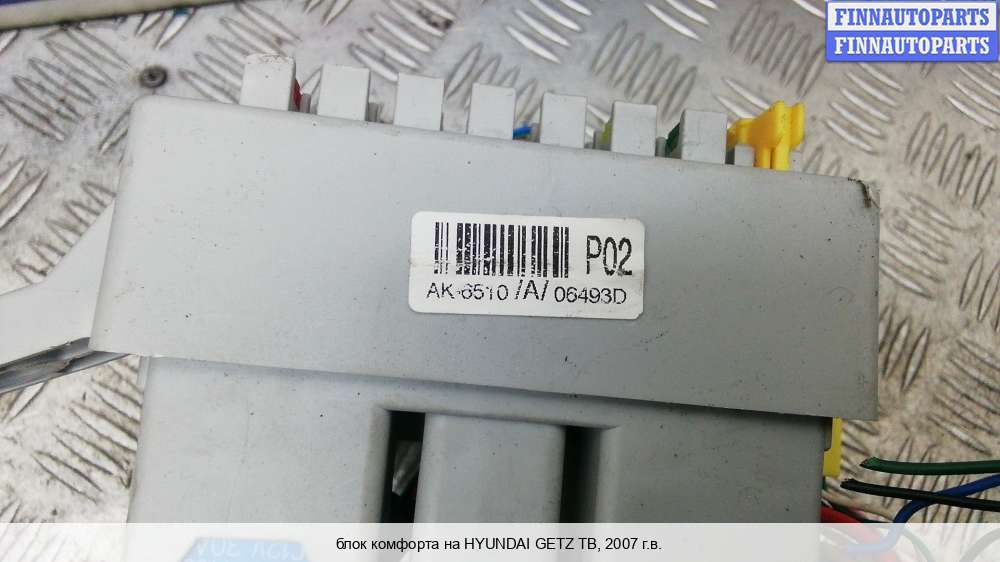 FINNAUTOPARTS
FINNAUTOPARTS
P02
AK-6510 /A/ 06493D
блок комфорта на HYUNDAI GETZ TB, 2007 г.в.